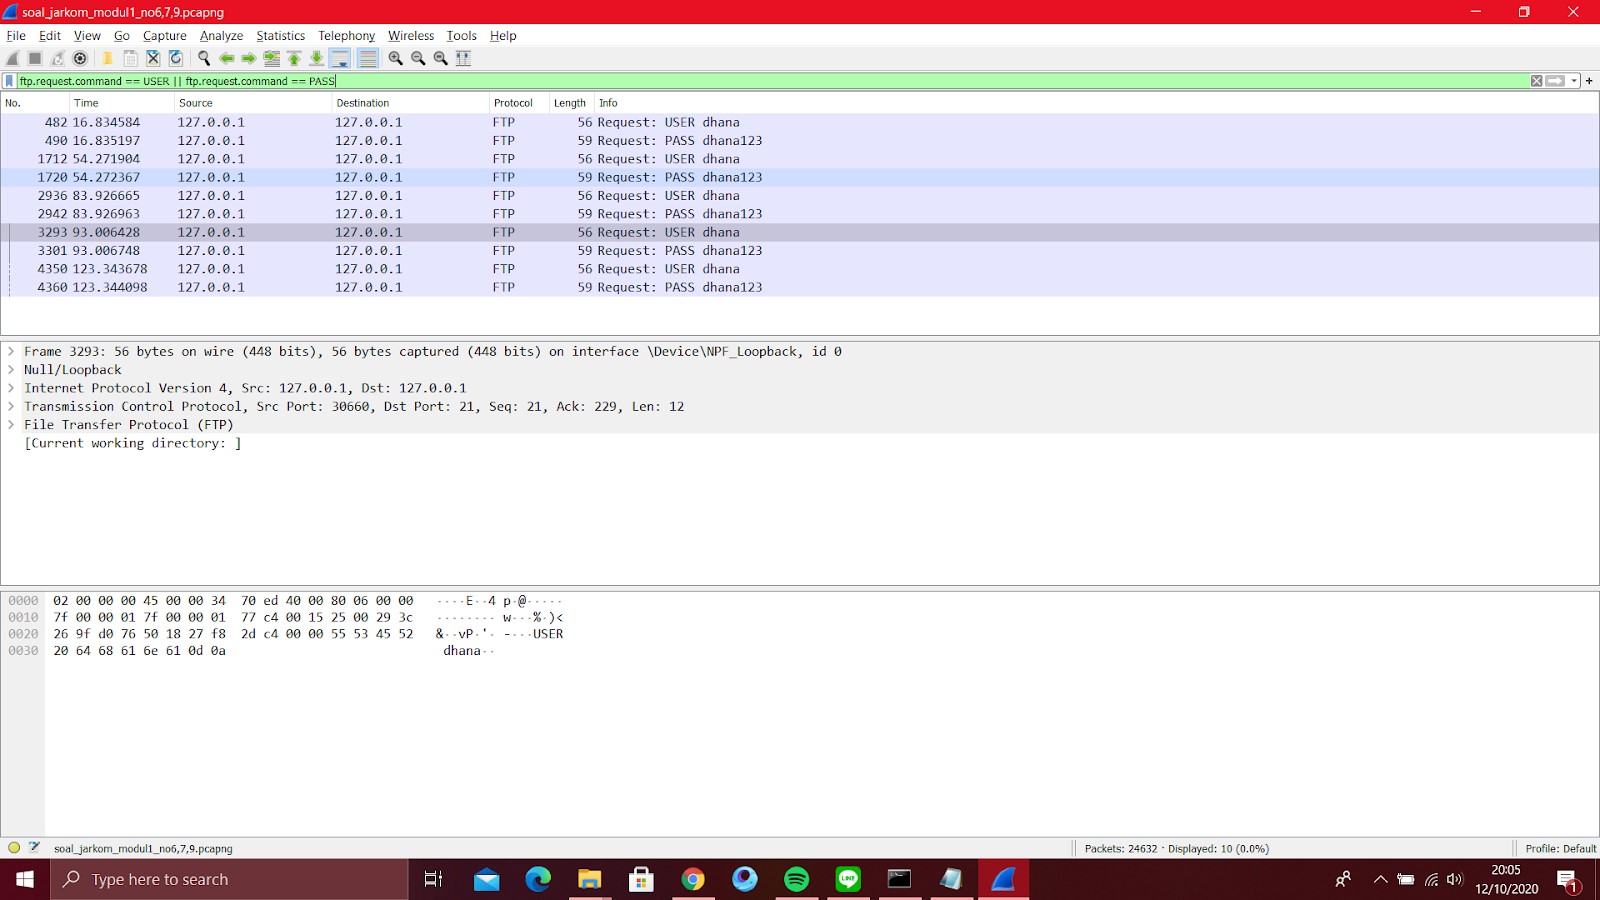 soal_jarkom_modul1_no6,7,9.pcapng
File Edit View Go Capture Analyze Statistics Telephony Wireless Tools Help
ftp.request.command == USER || ftp.request.command == PASS
No. Time Source Destination Protocol Length Info
482 16.834584 127.0.0.1 127.0.0.1 FTP 56 Request: USER dhana
490 16.835197 127.0.0.1 127.0.0.1 FTP 59 Request: PASS dhana123
1712 54.271904 127.0.0.1 127.0.0.1 FTP 56 Request: USER dhana
1720 54.272367 127.0.0.1 127.0.0.1 FTP 59 Request: PASS dhana123
2936 83.926665 127.0.0.1 127.0.0.1 FTP 56 Request: USER dhana
2942 83.926963 127.0.0.1 127.0.0.1 FTP 59 Request: PASS dhana123
3293 93.006428 127.0.0.1 127.0.0.1 FTP 56 Request: USER dhana
3301 93.006748 127.0.0.1 127.0.0.1 FTP 59 Request: PASS dhana123
4350 123.343678 127.0.0.1 127.0.0.1 FTP 56 Request: USER dhana
4360 123.344098 127.0.0.1 127.0.0.1 FTP 59 Request: PASS dhana123
Frame 3293: 56 bytes on wire (448 bits), 56 bytes captured (448 bits) on interface \Device\NPF_Loopback, id 0
Null/Loopback
Internet Protocol Version 4, Src: 127.0.0.1, Dst: 127.0.0.1
Transmission Control Protocol, Src Port: 30660, Dst Port: 21, Seq: 21, Ack: 229, Len: 12
File Transfer Protocol (FTP)
[Current working directory: ]
0000 02 00 00 00 45 00 00 34 70 ed 40 00 80 06 00 00 ····E··4 p·@·····
0010 7f 00 00 01 7f 00 00 01 77 c4 00 15 25 00 29 3c ········ w···%·)<
0020 26 9f d0 76 50 18 27 f8 2d c4 00 00 55 53 45 52 &··vP·'· -···USER
0030 20 64 68 61 6e 61 0d 0a dhana··
soal_jarkom_modul1_no6,7,9.pcapng
Packets: 24632 · Displayed: 10 (0.0%)
Profile: Default
Type here to search
20:05
12/10/2020
1